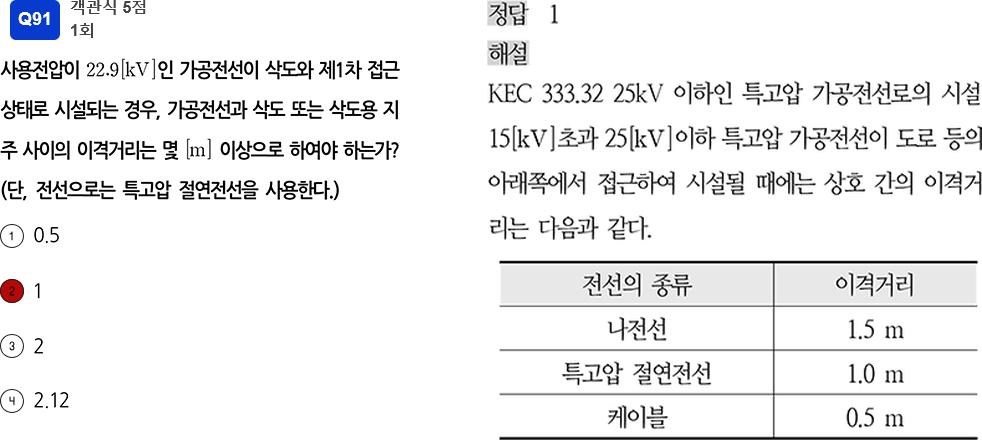 Q91
객관식 5점
1회
사용전압이 22.9[kV]인 가공전선이 삭도와 제1차 접근
상태로 시설되는 경우, 가공전선과 삭도 또는 삭도용 지
주 사이의 이격거리는 몇 [m] 이상으로 하여야 하는가?
(단, 전선으로는 특고압 절연전선을 사용한다.)
1 0.5
2 1
3 2
4 2.12
정답 1
해설
KEC 333.32 25kV 이하인 특고압 가공전선로의 시설
15[kV]초과 25[kV]이하 특고압 가공전선이 도로 등의
아래쪽에서 접근하여 시설될 때에는 상호 간의 이격거
리는 다음과 같다.
전선의 종류 이격거리
나전선 1.5 m
특고압 절연전선 1.0 m
케이블 0.5 m